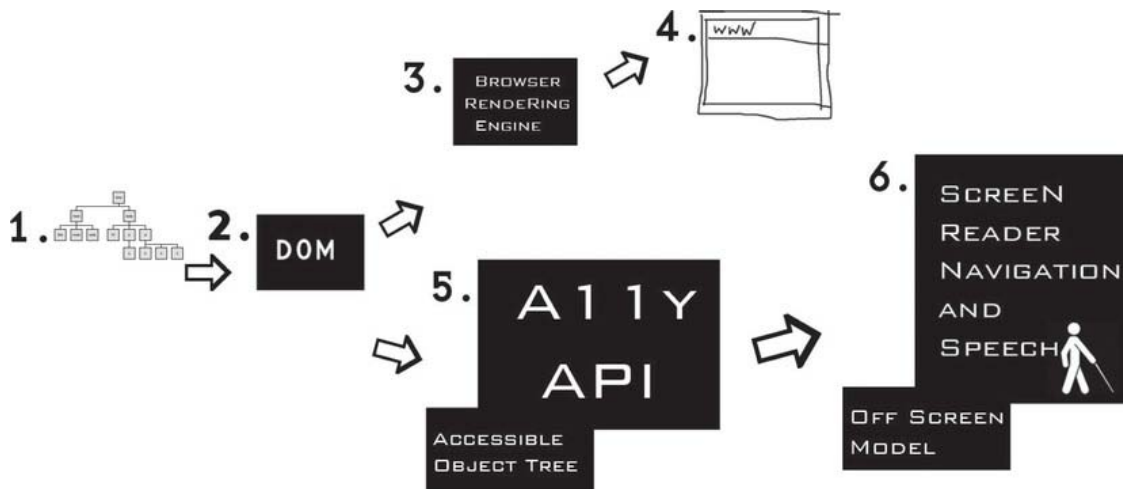 1.
2.
DOM
3.
BROWSER
RENDERING
ENGINE
4.
WWW
5.
A11Y
API
ACCESSIBLE
OBJECT TREE
6.
SCREEN
READER
NAVIGATION
AND
SPEECH
OFF SCREEN
MODEL